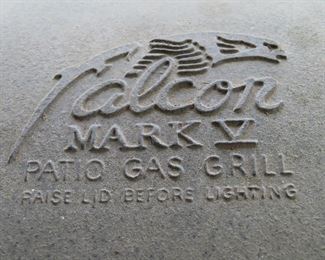 Falcon
MARK V
PATIO GAS GRILL
RAISE LID BEFORE LIGHTING